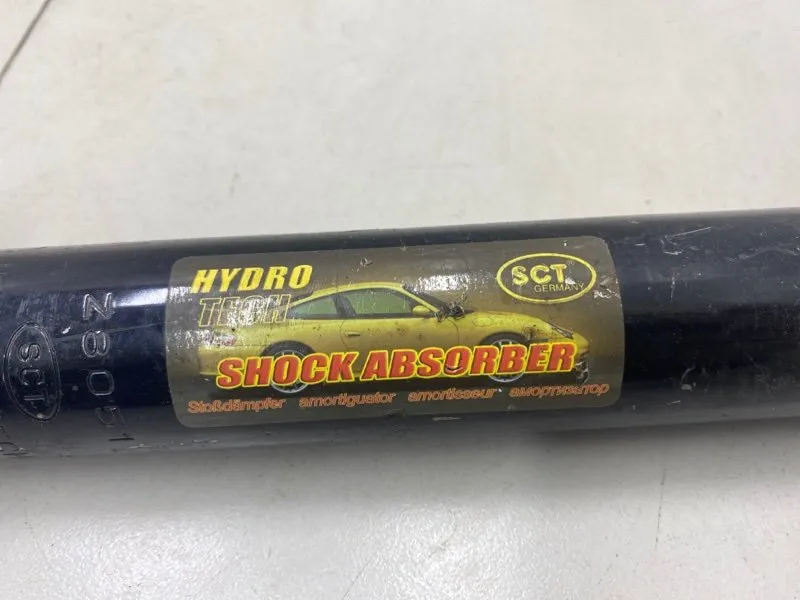 HYDRO
TECH
SCT
GERMANY
SHOCK ABSORBER
Stoßdämpfer amortiguator amortisseur амортизатор
SCT